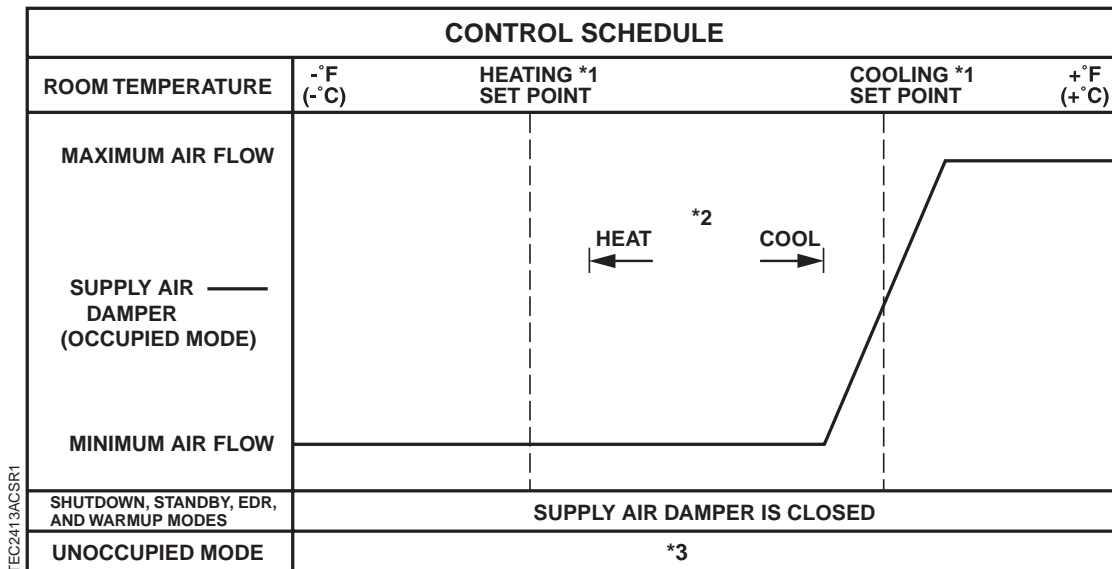 CONTROL SCHEDULE
ROOM TEMPERATURE
-˚F
(-˚C)
HEATING *1
SET POINT
COOLING *1
SET POINT
+˚F
(+˚C)
MAXIMUM AIR FLOW
*2
HEAT
COOL
SUPPLY AIR
DAMPER
(OCCUPIED MODE)
MINIMUM AIR FLOW
SHUTDOWN, STANDBY, EDR,
AND WARMUP MODES
SUPPLY AIR DAMPER IS CLOSED
UNOCCUPIED MODE
*3
TEC2413ACSR1